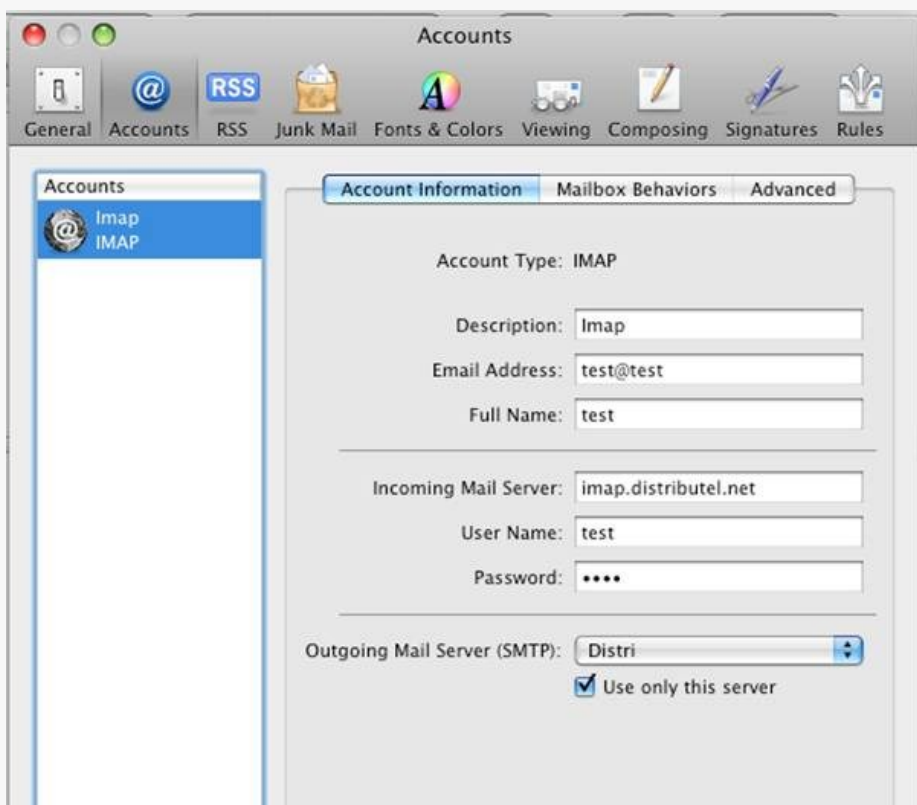 Accounts
RSS
General Accounts RSS Junk Mail Fonts & Colors Viewing Composing Signatures Rules
Accounts
Imap
IMAP
Account Information Mailbox Behaviors Advanced
Account Type: IMAP
Description: Imap
Email Address: test@test
Full Name: test
Incoming Mail Server: imap.distributel.net
User Name: test
Password: ••••
Outgoing Mail Server (SMTP): Distri
Use only this server